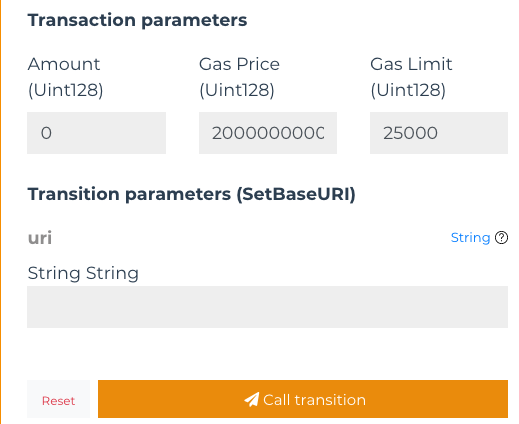 Transaction parameters
Amount Gas Price Gas Limit
(Uint128) (Uint128) (Uint128)
0 2000000000 25000
Transition parameters (SetBaseURI)
uri String ?
String String
Reset Call transition